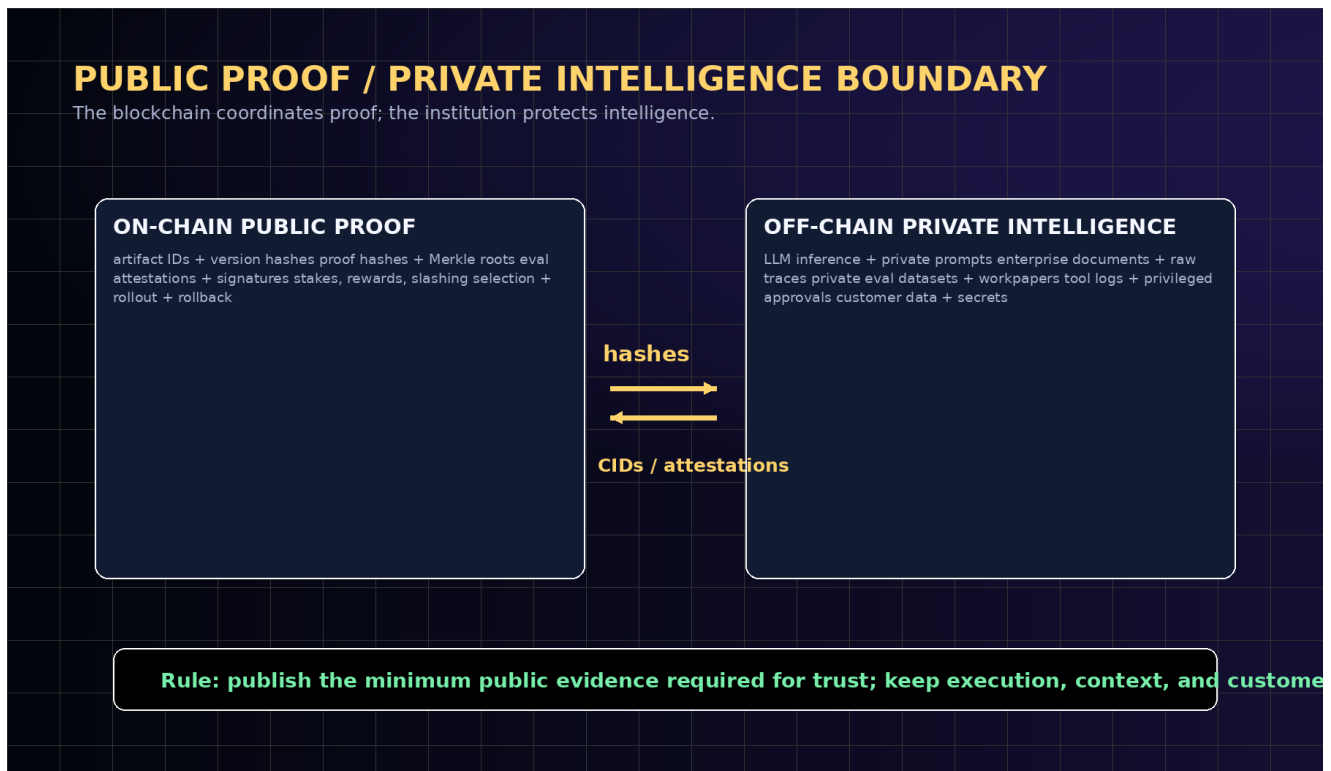 PUBLIC PROOF / PRIVATE INTELLIGENCE BOUNDARY
The blockchain coordinates proof; the institution protects intelligence.
ON-CHAIN PUBLIC PROOF
artifact IDs + version hashes proof hashes + Merkle roots eval
attestations + signatures stakes, rewards, slashing selection +
rollout + rollback
hashes
CIDs / attestations
OFF-CHAIN PRIVATE INTELLIGENCE
LLM inference + private prompts enterprise documents + raw
traces private eval datasets + workpapers tool logs + privileged
approvals customer data + secrets
Rule: publish the minimum public evidence required for trust; keep execution, context, and custome